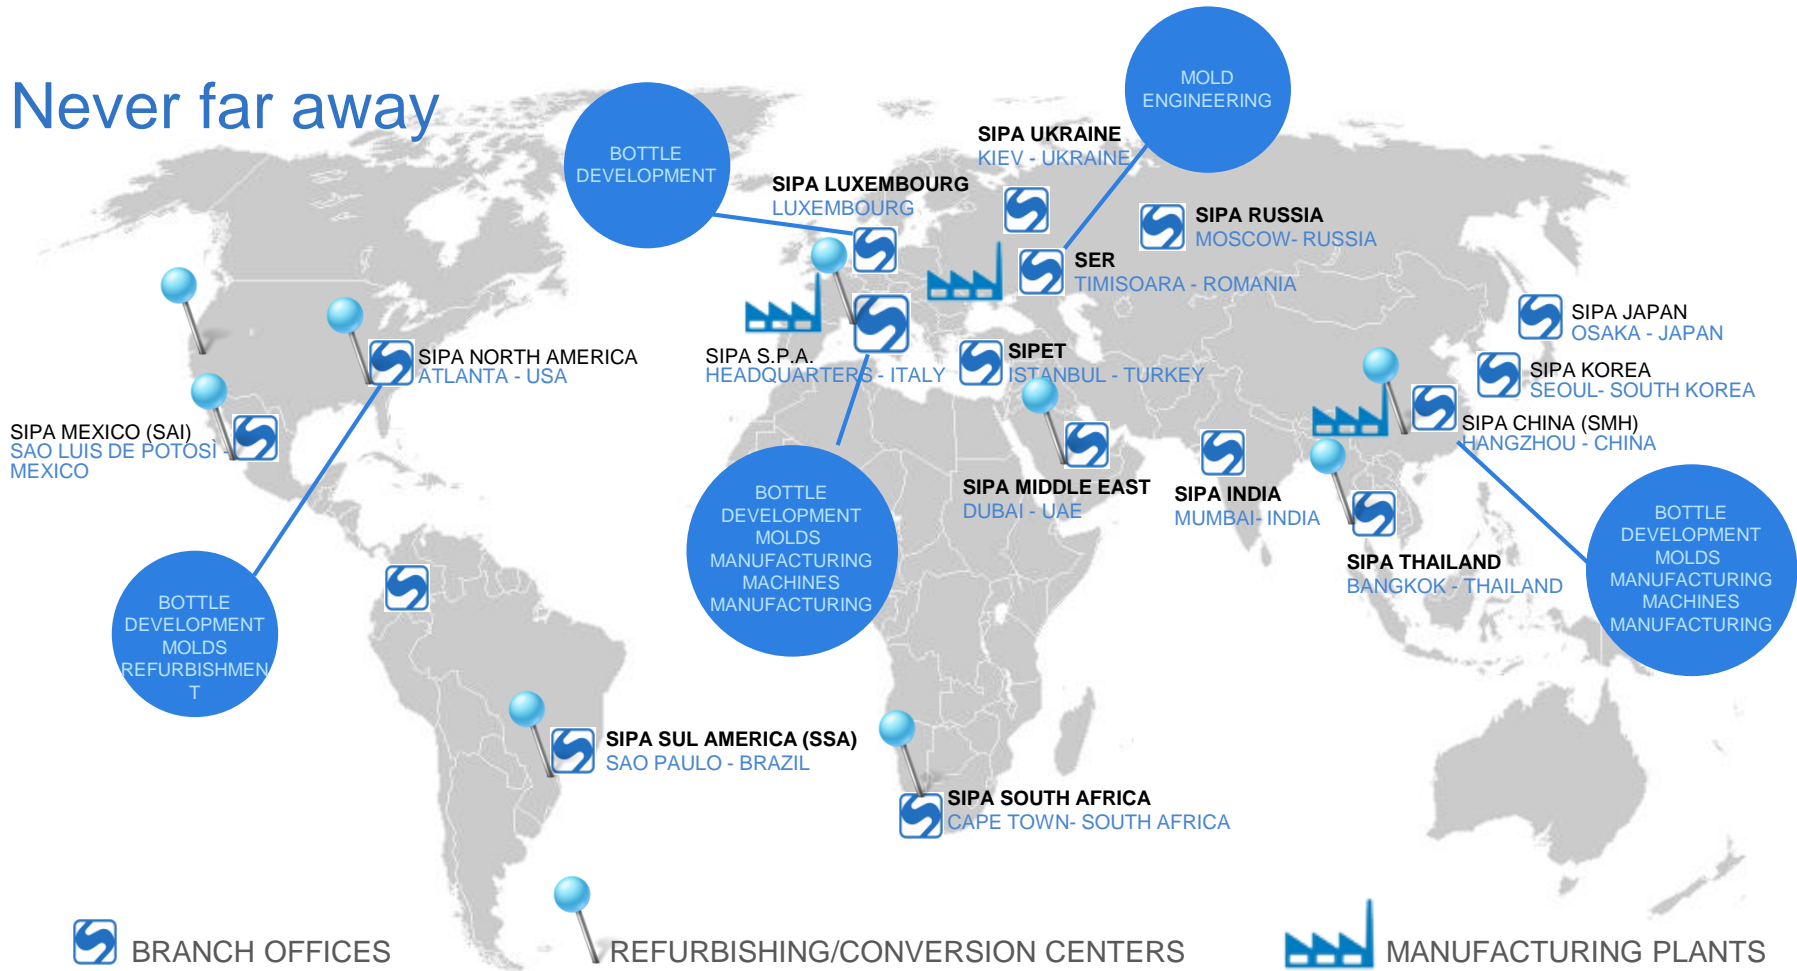 Never far away
MOLD
ENGINEERING
BOTTLE
DEVELOPMENT
SIPA UKRAINE
KIEV - UKRAINE
SIPA LUXEMBOURG
LUXEMBOURG
SIPA RUSSIA
MOSCOW- RUSSIA
SER
TIMISOARA - ROMANIA
SIPA JAPAN
OSAKA - JAPAN
SIPA NORTH AMERICA
ATLANTA - USA
SIPA S.P.A.
HEADQUARTERS - ITALY
SIPET
ISTANBUL - TURKEY
SIPA KOREA
SEOUL- SOUTH KOREA
SIPA MEXICO (SAI)
SAO LUIS DE POTOSÌ -
MEXICO
SIPA CHINA (SMH)
HANGZHOU - CHINA
SIPA MIDDLE EAST
DUBAI - UAE
SIPA INDIA
MUMBAI- INDIA
BOTTLE
DEVELOPMENT
MOLDS
MANUFACTURING
MACHINES
MANUFACTURING
SIPA THAILAND
BANGKOK - THAILAND
BOTTLE
DEVELOPMENT
MOLDS
MANUFACTURING
MACHINES
MANUFACTURING
BOTTLE
DEVELOPMENT
MOLDS
REFURBISHMEN
T
SIPA SUL AMERICA (SSA)
SAO PAULO - BRAZIL
SIPA SOUTH AFRICA
CAPE TOWN- SOUTH AFRICA
BRANCH OFFICES
REFURBISHING/CONVERSION CENTERS
MANUFACTURING PLANTS